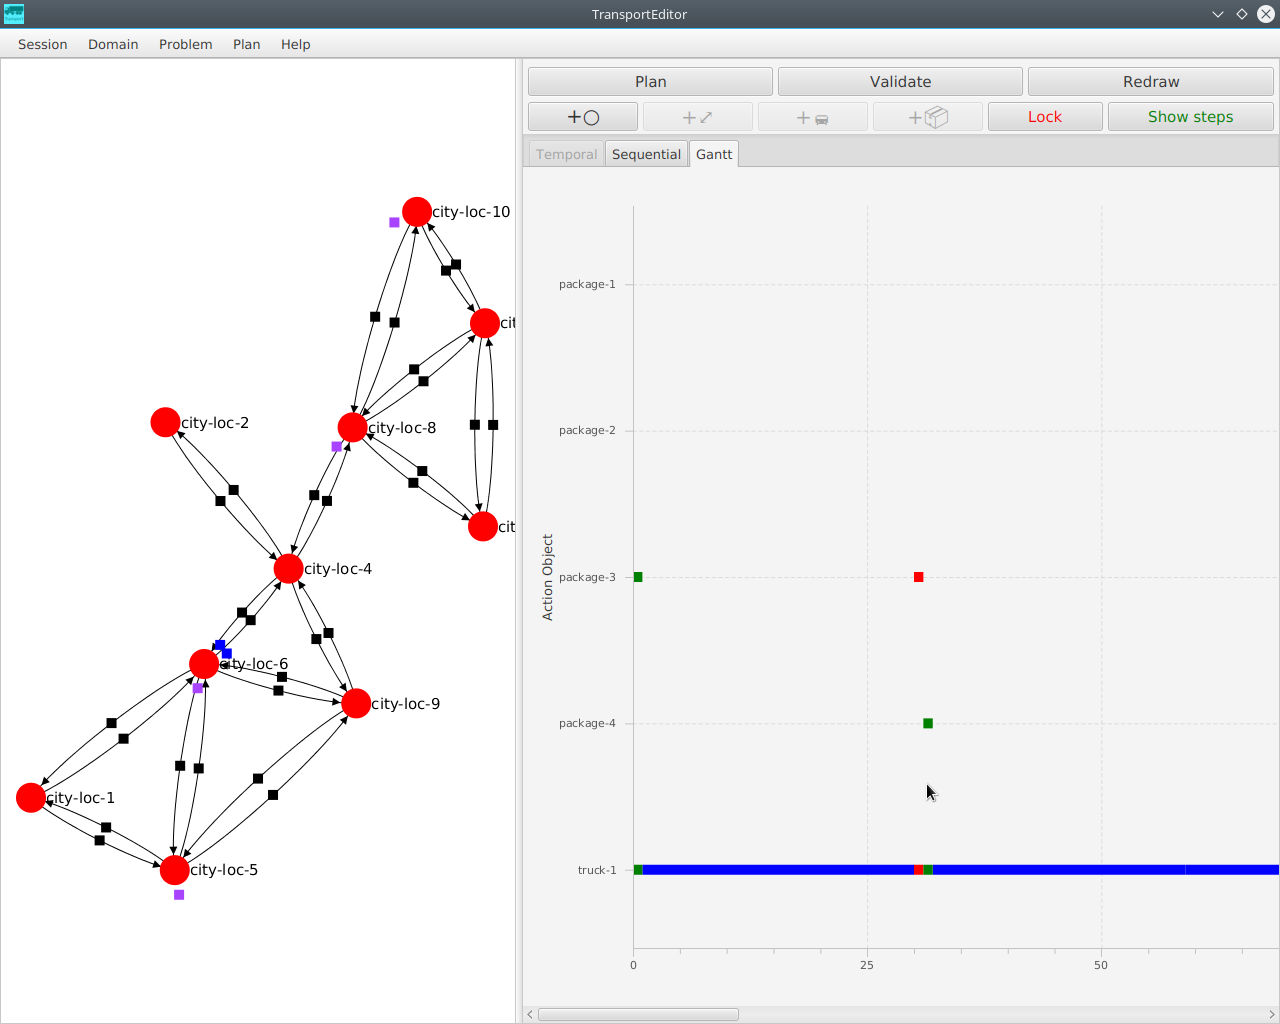 TransportEditor
Session Domain Problem Plan Help
Plan Validate Redraw
+○ +⤢ + + Lock Show steps
Temporal Sequential Gantt
city-loc-10
cit
city-loc-2
city-loc-8
cit
city-loc-4
city-loc-6
city-loc-9
city-loc-1
city-loc-5
Action Object
package-1
package-2
package-3
package-4
truck-1
0 25 50